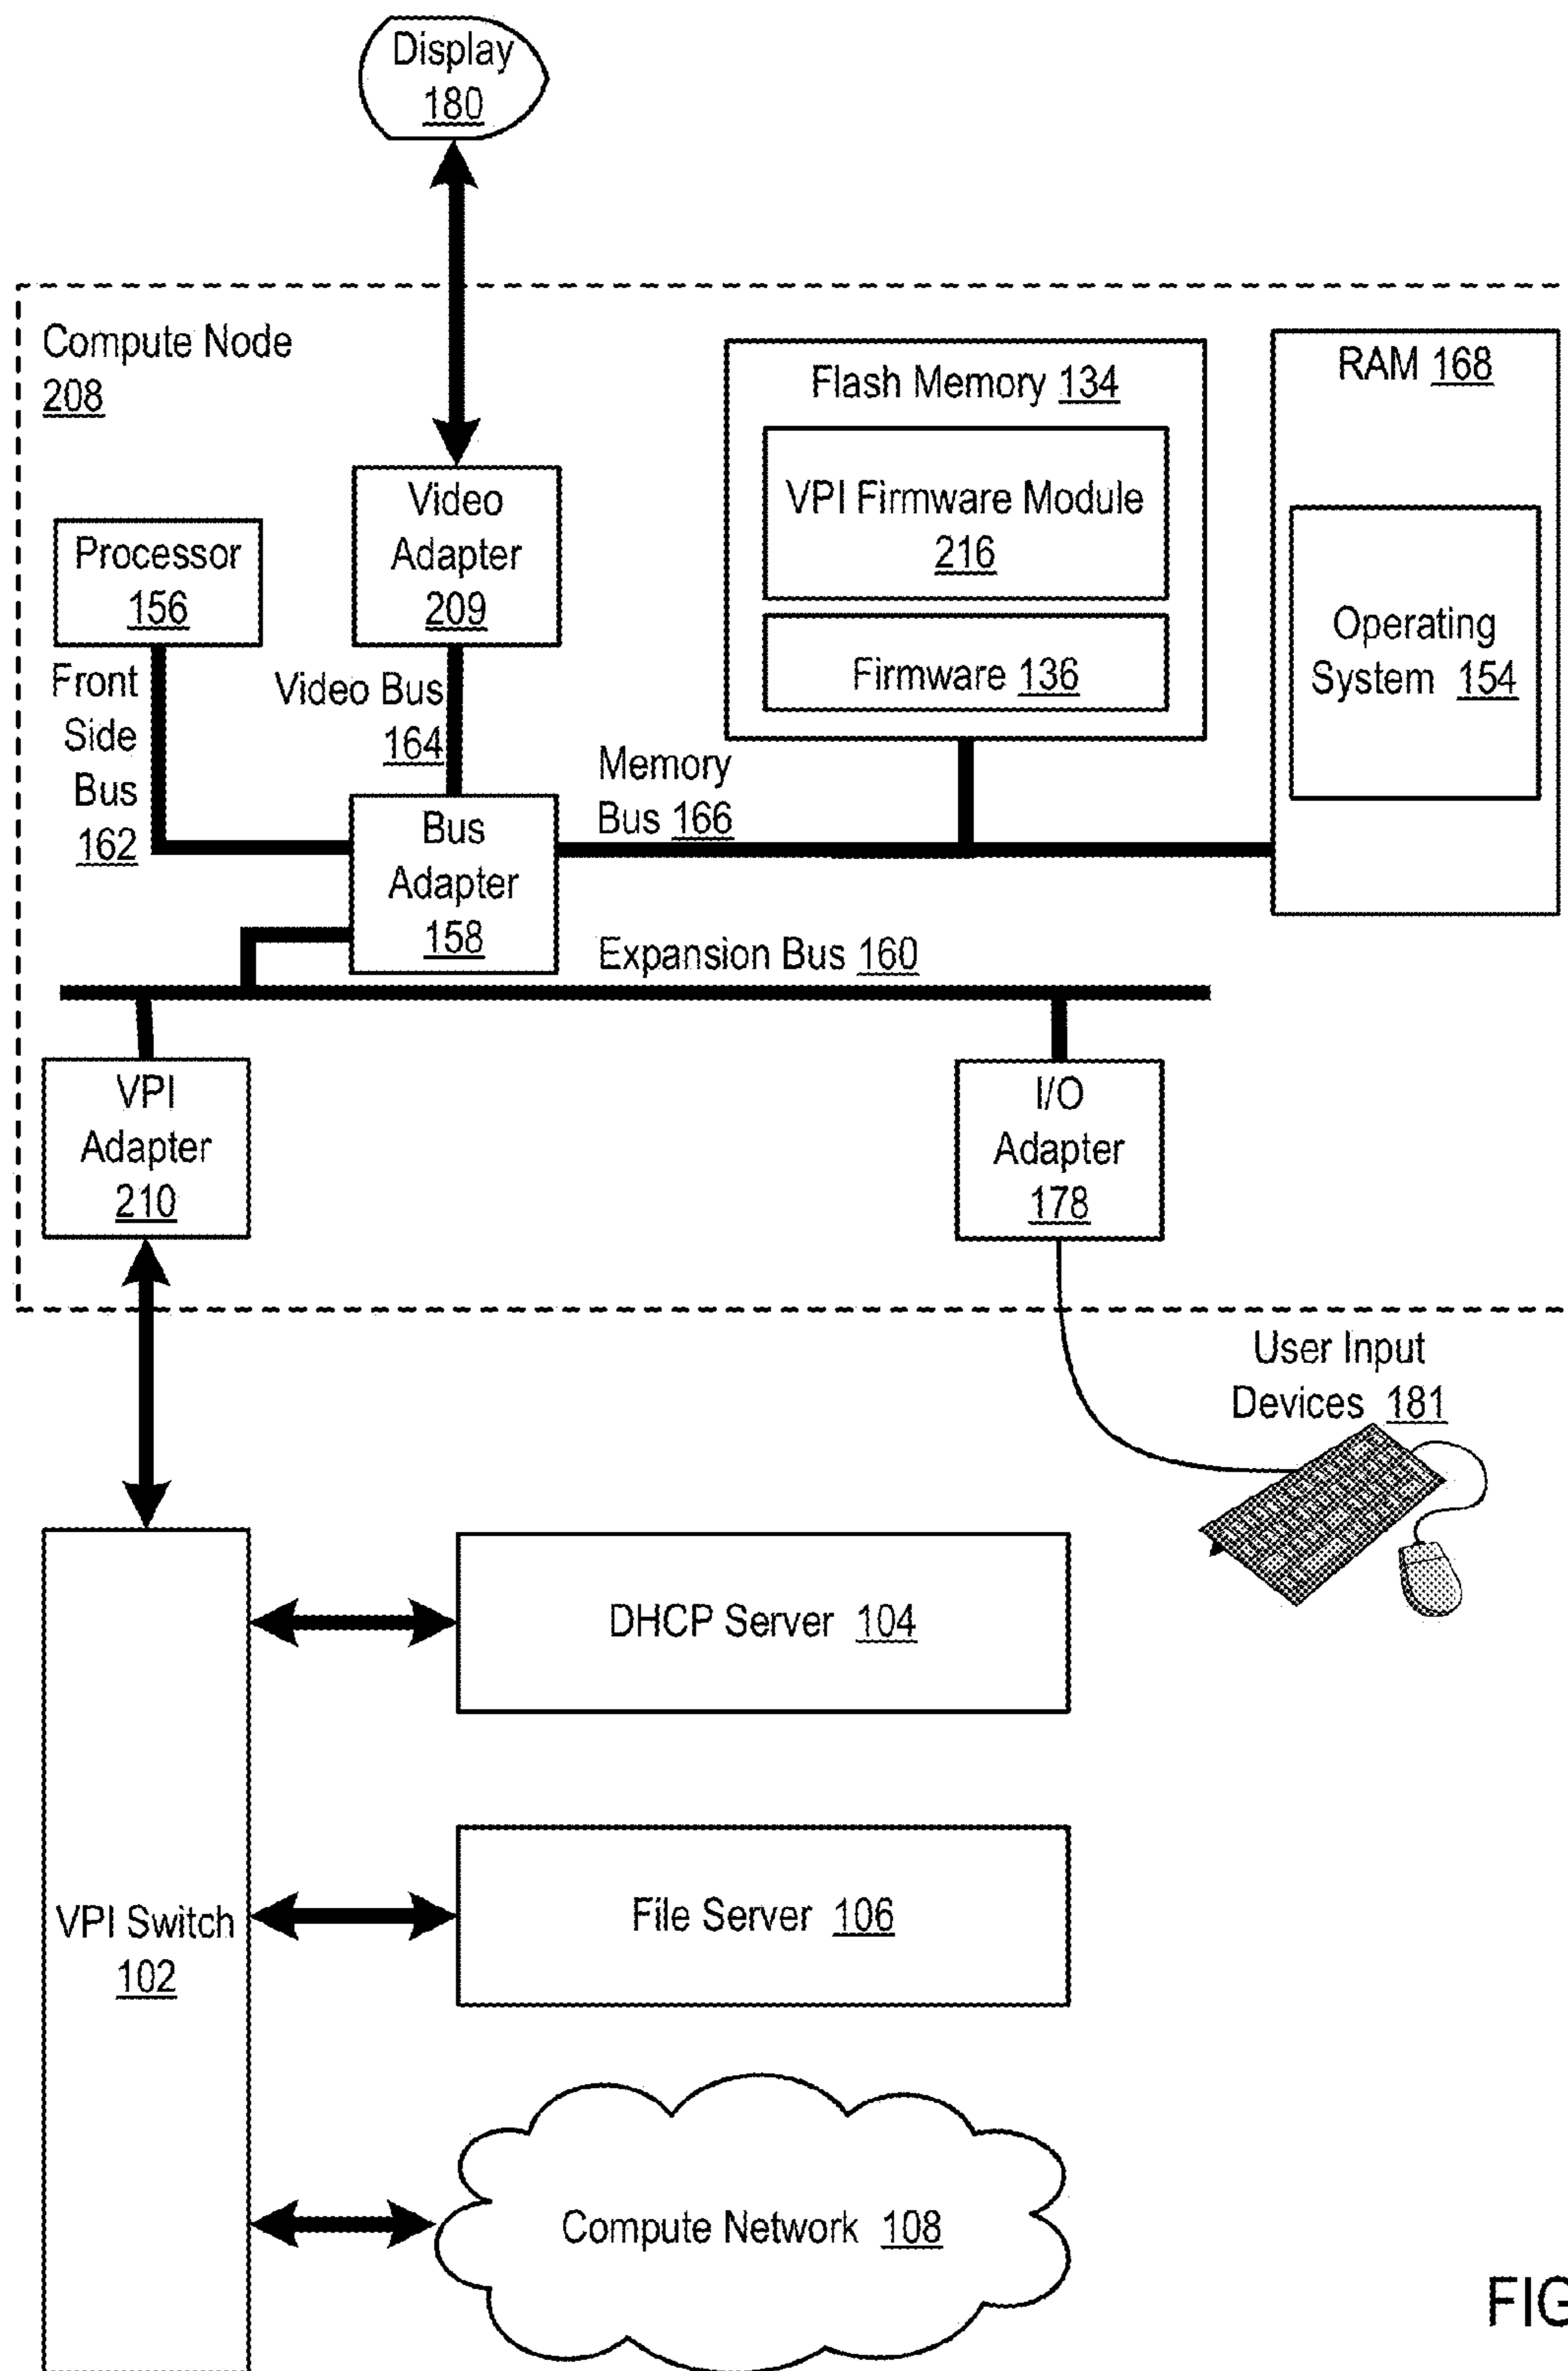 Display
180
Compute Node
208
Flash Memory 134
RAM 168
Video
Adapter
209
VPI Firmware Module
216
Processor
156
Operating
System 154
Firmware 136
Front
Side
Bus
162
Video Bus
164
Memory
Bus 166
Bus
Adapter
158
Expansion Bus 160
VPI
Adapter
210
I/O
Adapter
178
User Input
Devices 181
DHCP Server 104
VPI Switch
102
File Server 106
Compute Network 108
FIG